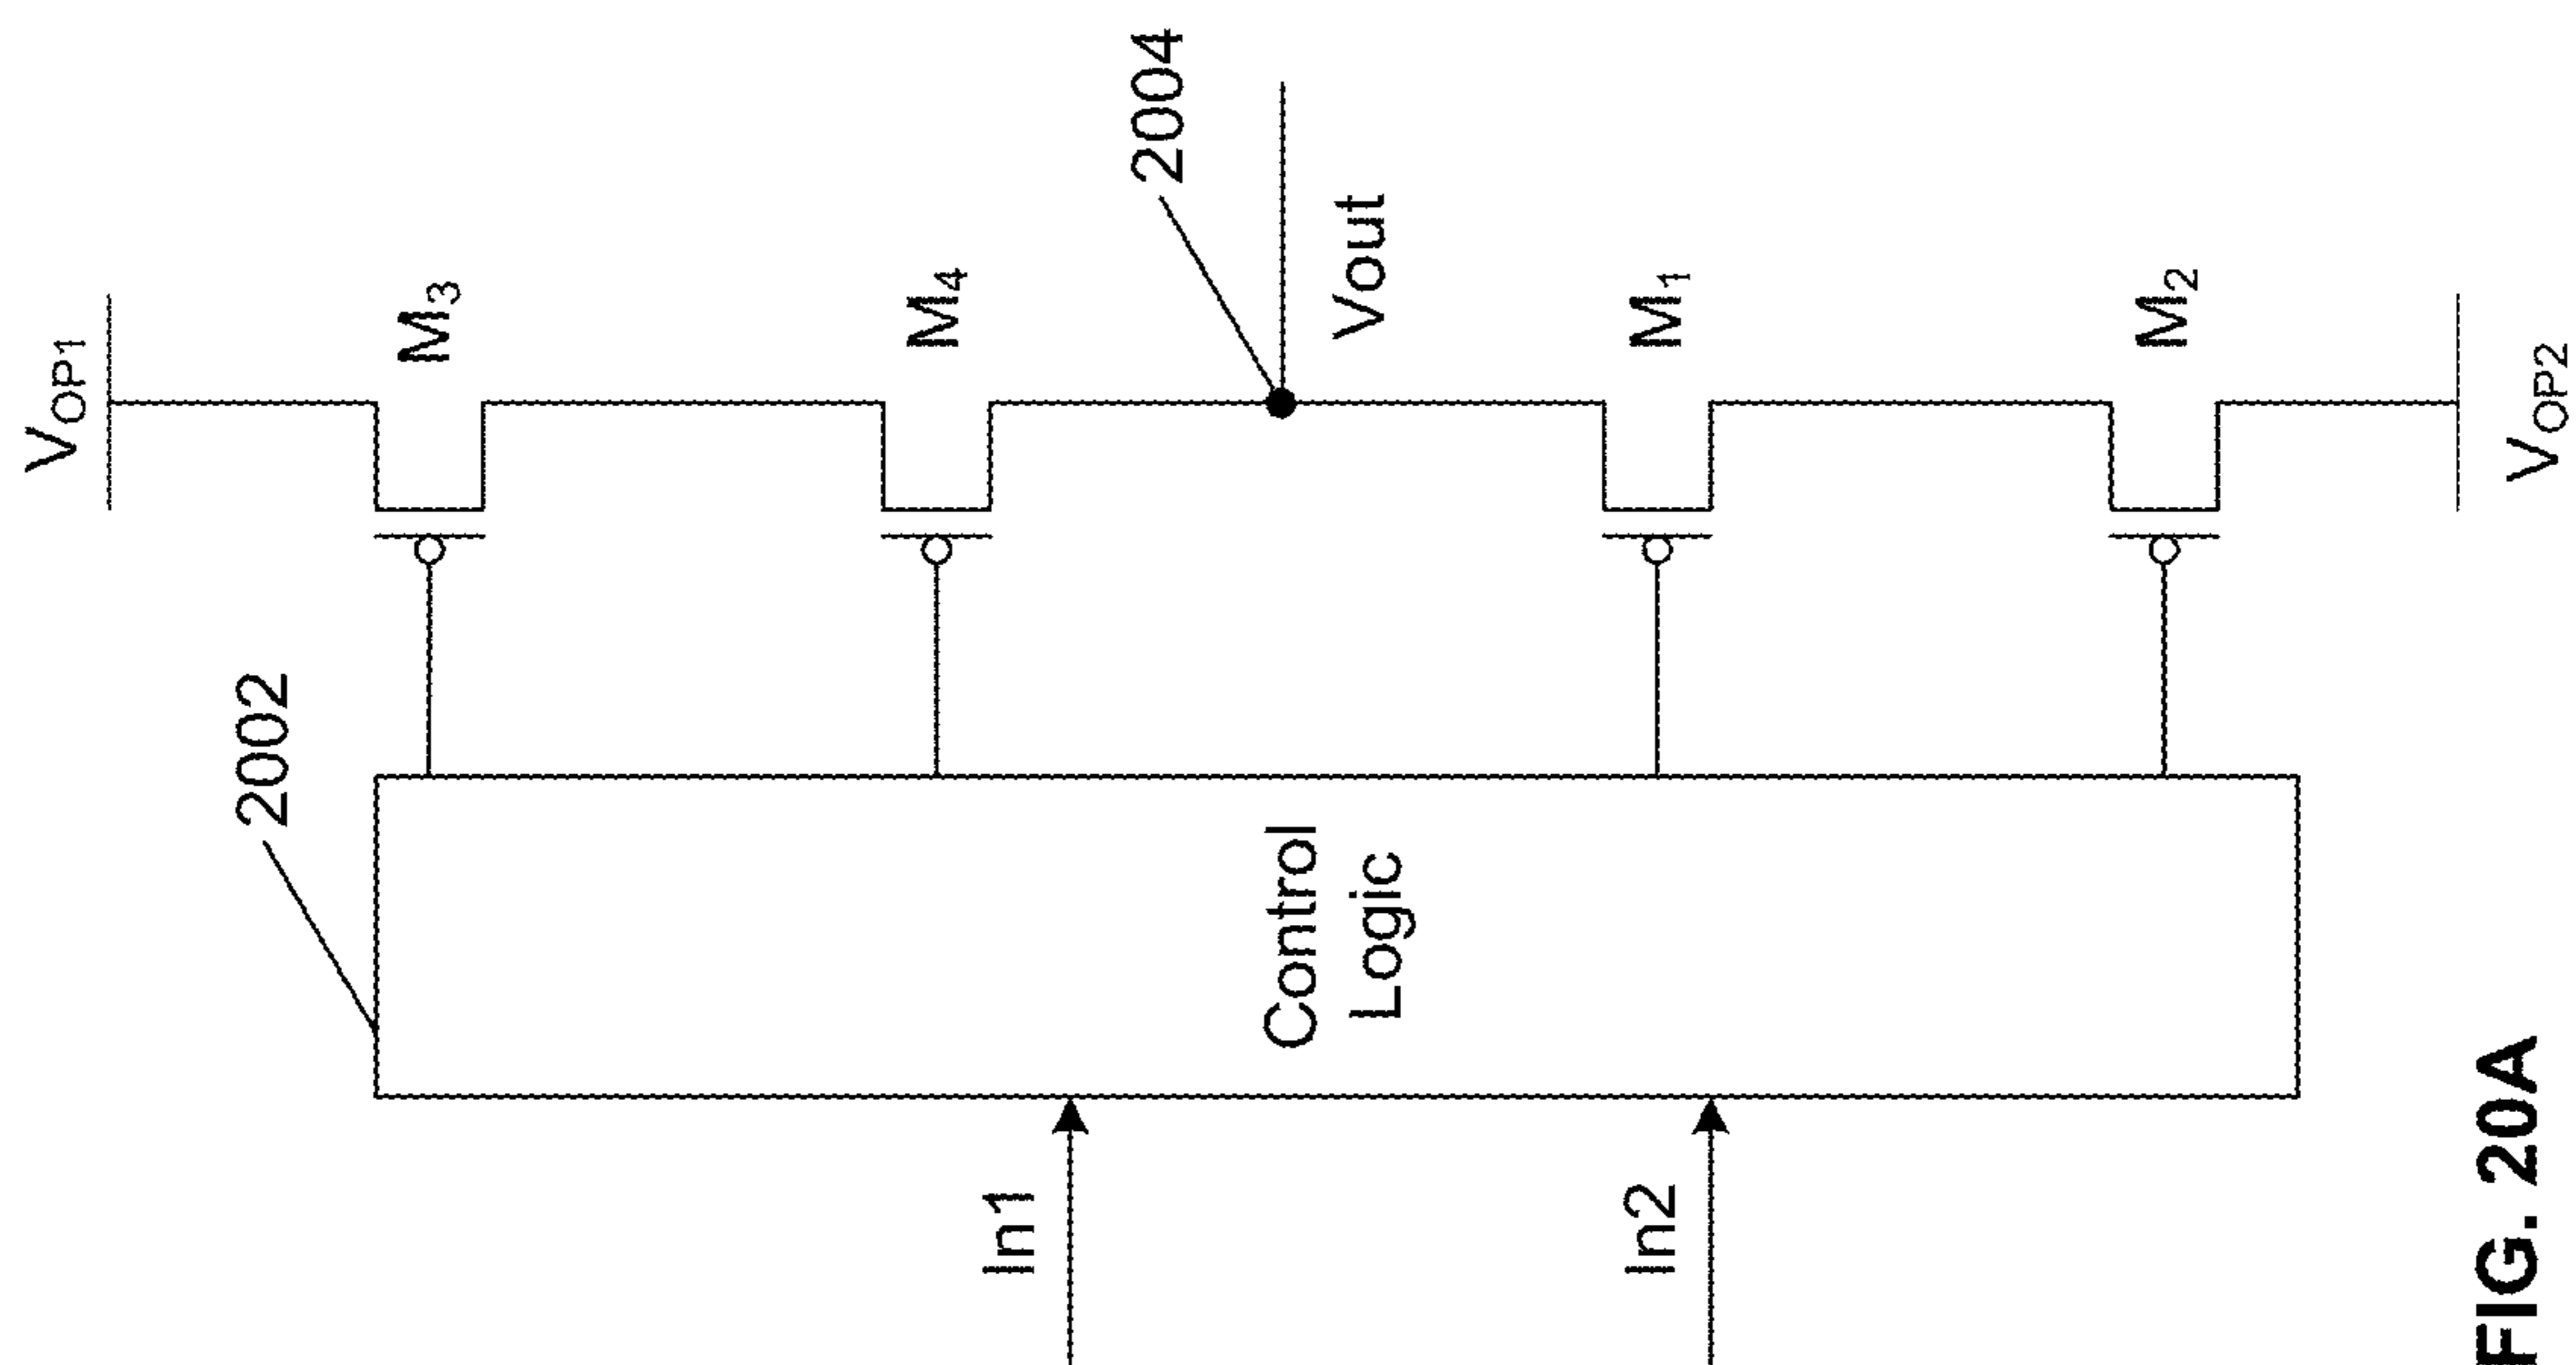 V_OP1
M_3
2002
M_4
2004
Vout
Control
Logic
In1
In2
M_1
M_2
V_OP2
FIG. 20A